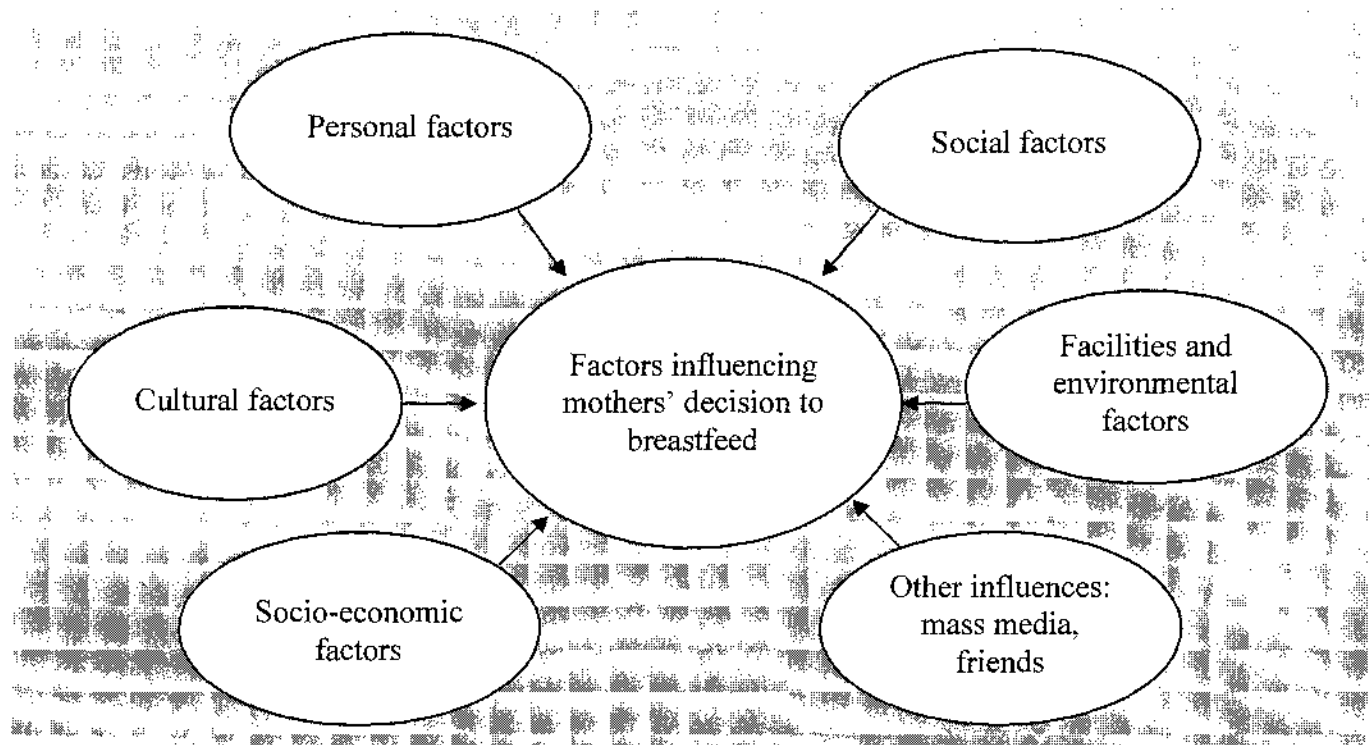 Personal factors
Social factors
Factors influencing
mothers' decision to
breastfeed
Facilities and
environmental
factors
Cultural factors
Socio-economic
factors
Other influences:
mass media,
friends